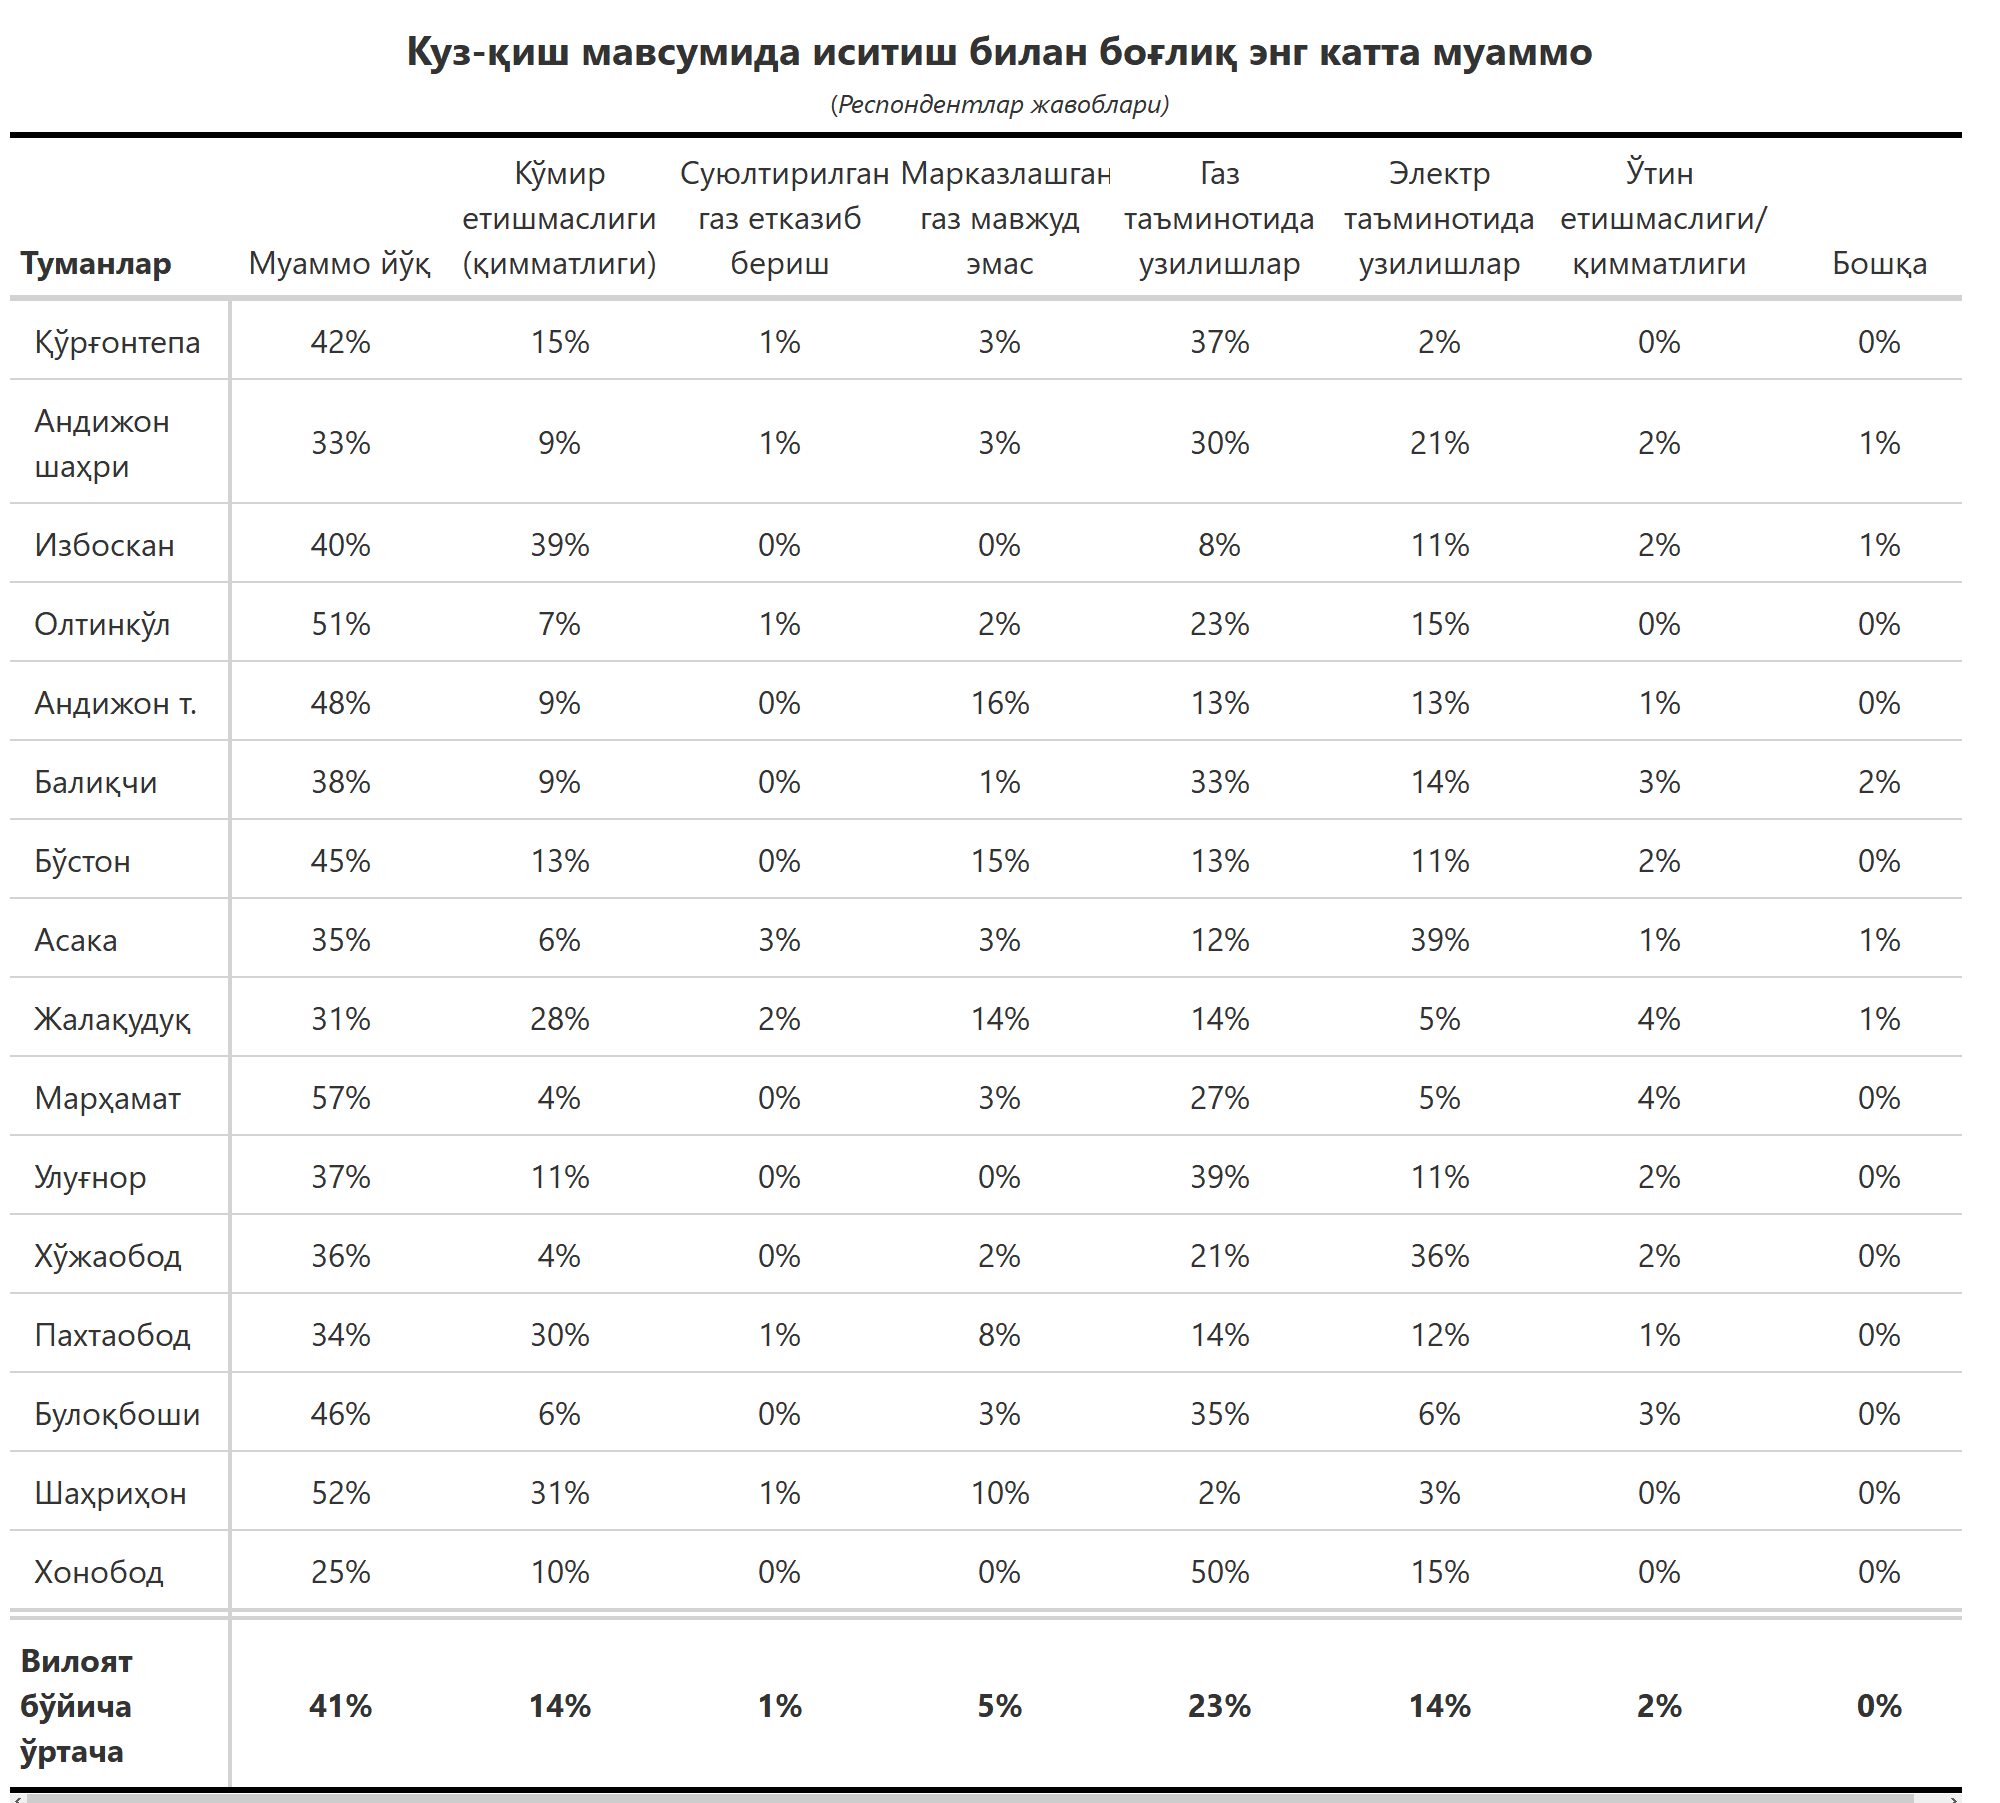 Куз-қиш мавсумида иситиш билан боғлиқ энг катта муаммо
(Респондентлар жавоблари)
Туманлар Муаммо йўқ Кўмир етишмаслиги (қимматлиги) Суюлтирилган газ етказиб бериш Марказлашган газ мавжуд эмас Газ таъминотида узилишлар Электр таъминотида узилишлар Ўтин етишмаслиги/ қимматлиги Бошқа
Қўрғонтепа 42% 15% 1% 3% 37% 2% 0% 0%
Андижон шаҳри 33% 9% 1% 3% 30% 21% 2% 1%
Избоскан 40% 39% 0% 0% 8% 11% 2% 1%
Олтинкўл 51% 7% 1% 2% 23% 15% 0% 0%
Андижон т. 48% 9% 0% 16% 13% 13% 1% 0%
Балиқчи 38% 9% 0% 1% 33% 14% 3% 2%
Бўстон 45% 13% 0% 15% 13% 11% 2% 0%
Асака 35% 6% 3% 3% 12% 39% 1% 1%
Жалақудуқ 31% 28% 2% 14% 14% 5% 4% 1%
Марҳамат 57% 4% 0% 3% 27% 5% 4% 0%
Улуғнор 37% 11% 0% 0% 39% 11% 2% 0%
Хўжаобод 36% 4% 0% 2% 21% 36% 2% 0%
Пахтаобод 34% 30% 1% 8% 14% 12% 1% 0%
Булоқбоши 46% 6% 0% 3% 35% 6% 3% 0%
Шаҳриҳон 52% 31% 1% 10% 2% 3% 0% 0%
Хонобод 25% 10% 0% 0% 50% 15% 0% 0%
Вилоят бўйича ўртача 41% 14% 1% 5% 23% 14% 2% 0%